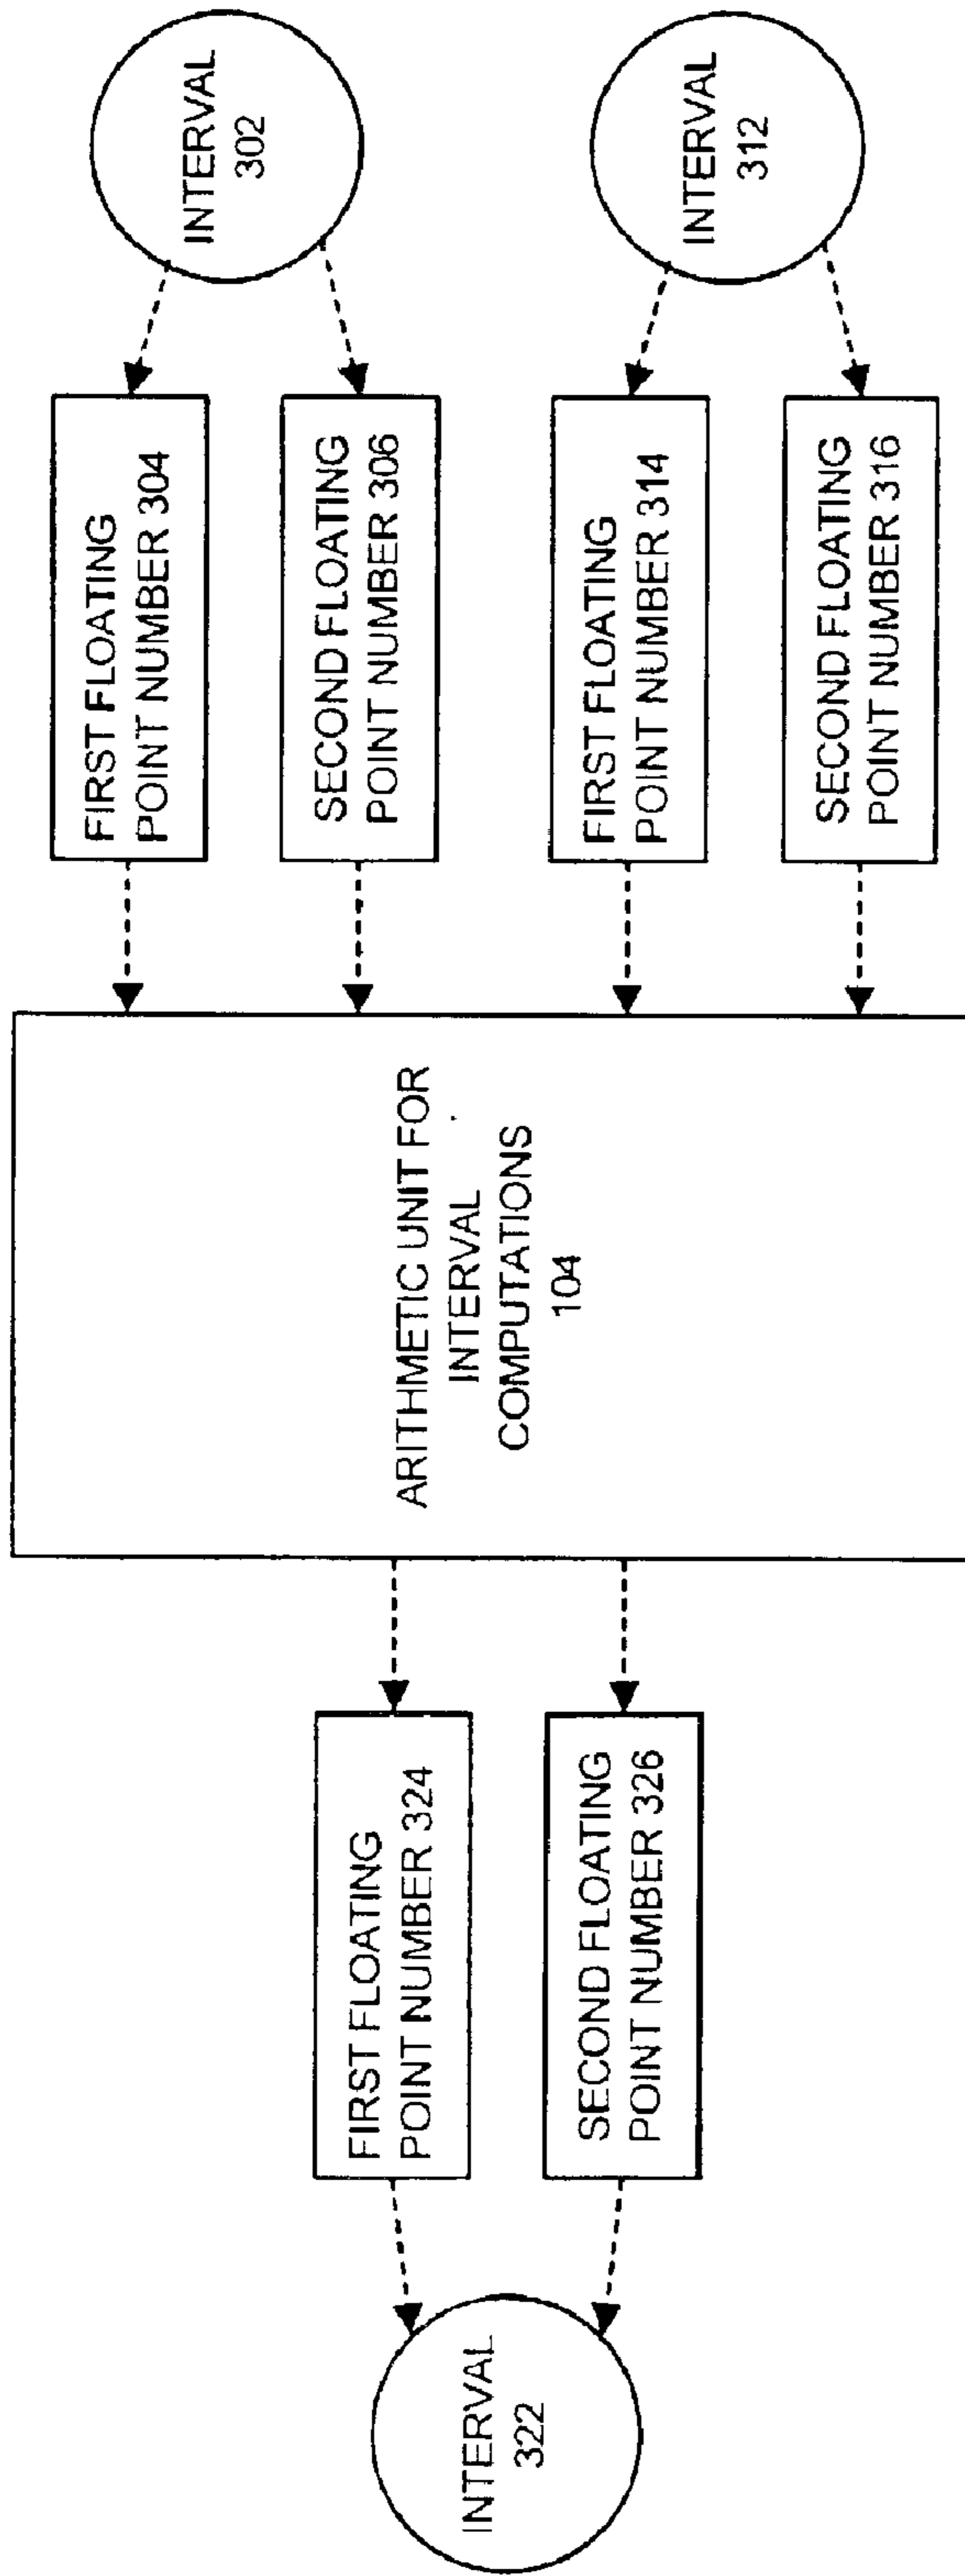 INTERVAL
302
INTERVAL
312
FIRST FLOATING
POINT NUMBER 304
SECOND FLOATING
POINT NUMBER 306
FIRST FLOATING
POINT NUMBER 314
SECOND FLOATING
POINT NUMBER 316
ARITHMETIC UNIT FOR
INTERVAL
COMPUTATIONS
104
FIRST FLOATING
POINT NUMBER 324
SECOND FLOATING
POINT NUMBER 326
INTERVAL
322